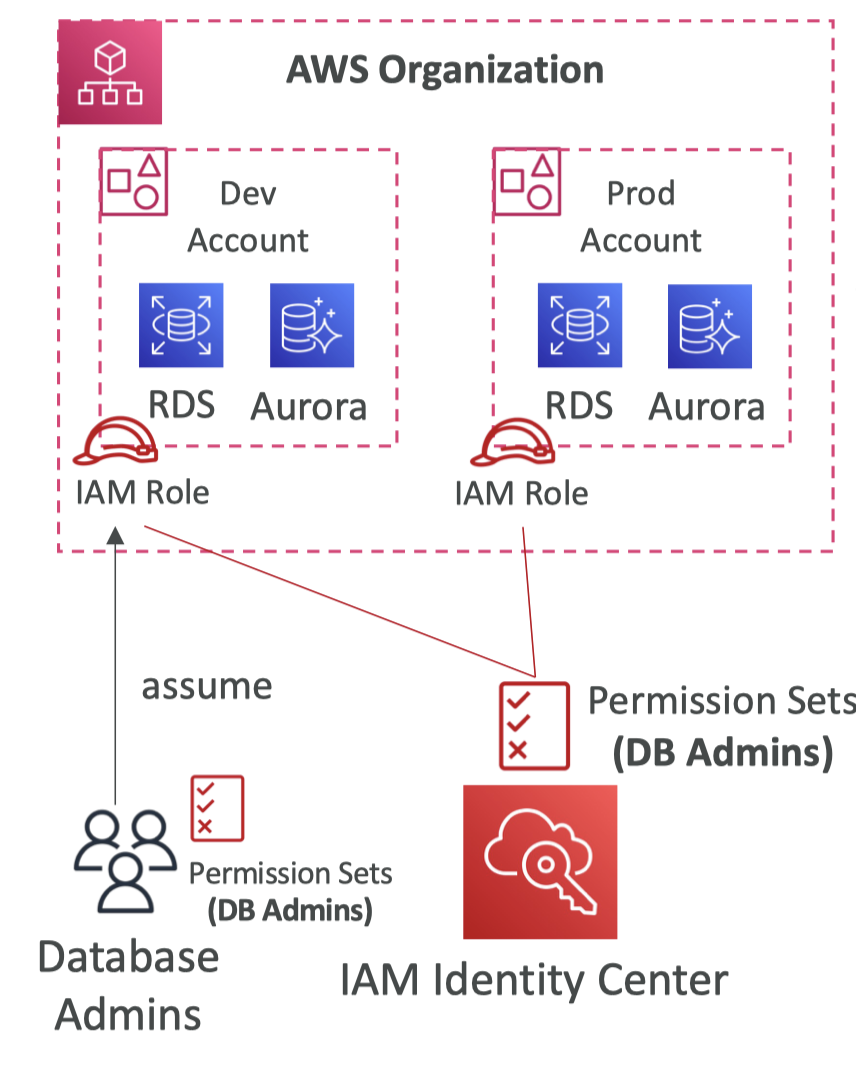 AWS Organization
Dev
Account
RDS
Aurora
IAM Role
Prod
Account
RDS
Aurora
IAM Role
assume
Permission Sets
(DB Admins)
Permission Sets
(DB Admins)
Database
Admins
IAM Identity Center